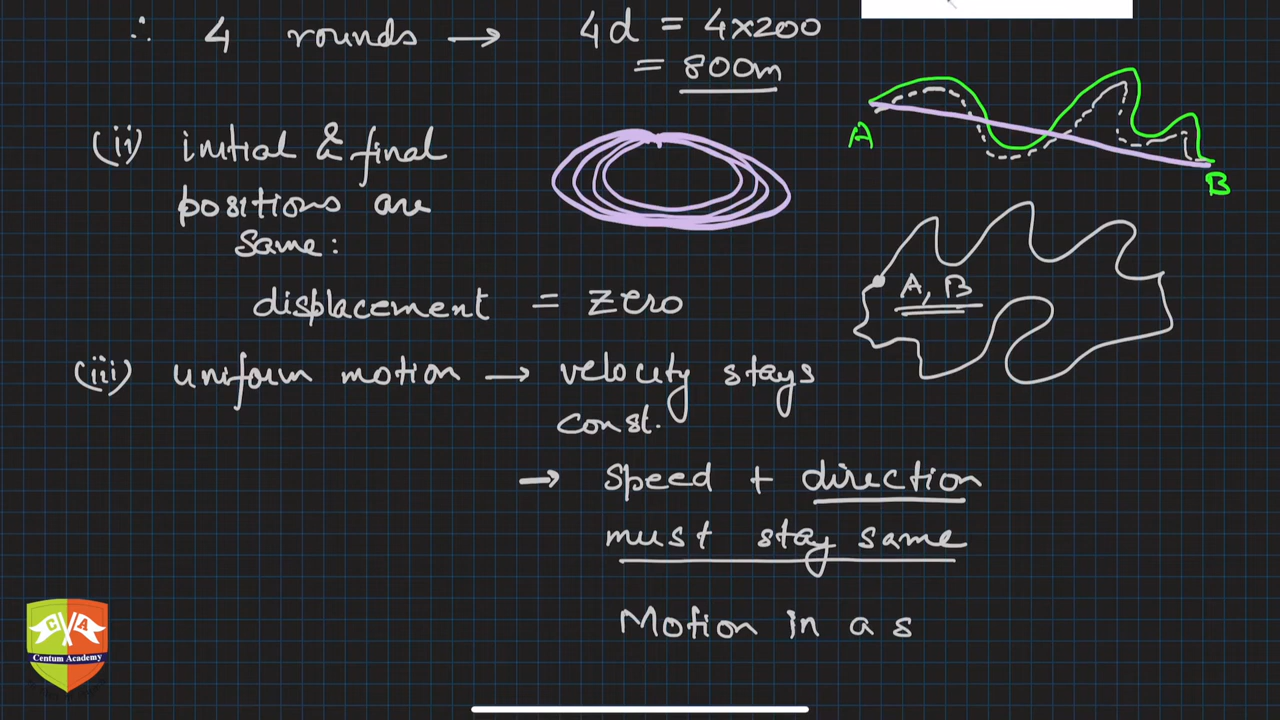 ∴ 4 rounds → 4d = 4×200
= 800m
(ii) initial & final
positions are
same:
displacement = zero
A
B
A, B
(iii) uniform motion → velocity stays
const.
→ speed + direction
must stay same
Motion in a s
C A
Centum Academy